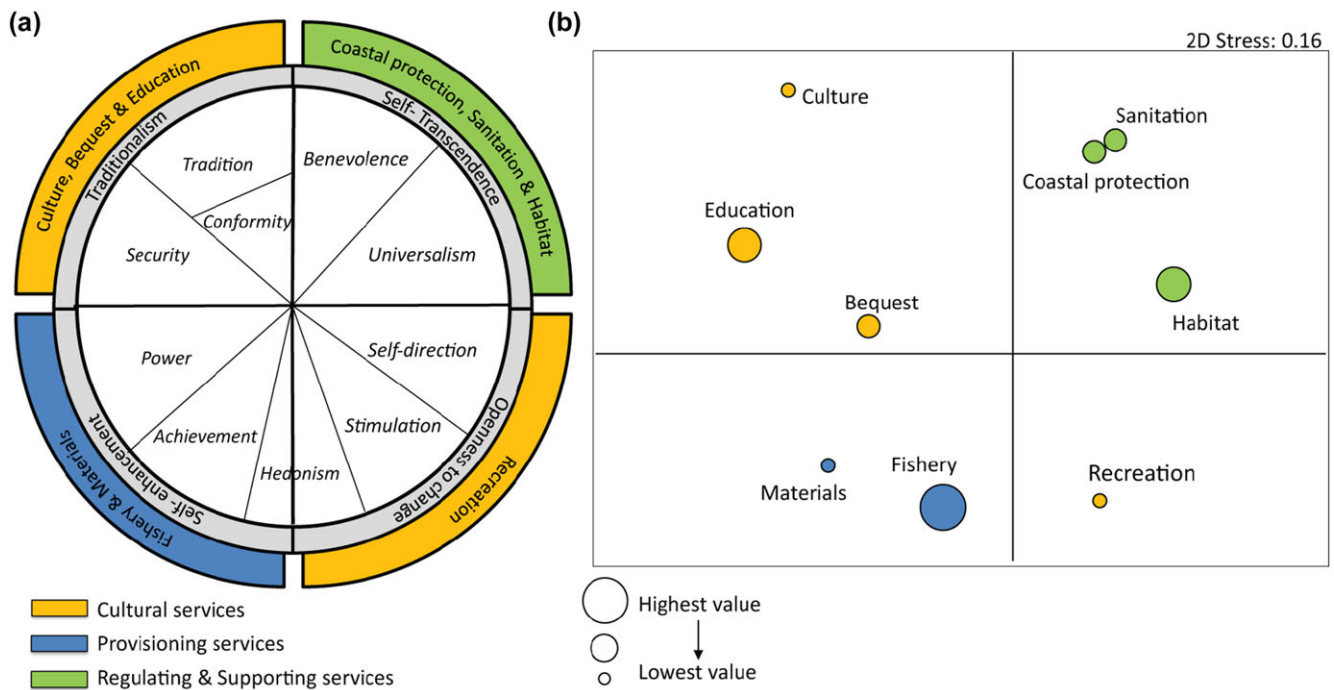 (a)
Culture, Bequest & Education
Coastal protection, Sanitation & Habitat
Traditionalism
Self- Transcendence
Tradition
Benevolence
Conformity
Security
Universalism
Power
Self-direction
Achievement
Stimulation
Hedonism
Self- enhancement
Openness to change
Fishery & Materials
Recreation
Cultural services
Provisioning services
Regulating & Supporting services
(b)
2D Stress: 0.16
Culture
Sanitation
Coastal protection
Education
Bequest
Habitat
Materials
Fishery
Recreation
Highest value
Lowest value